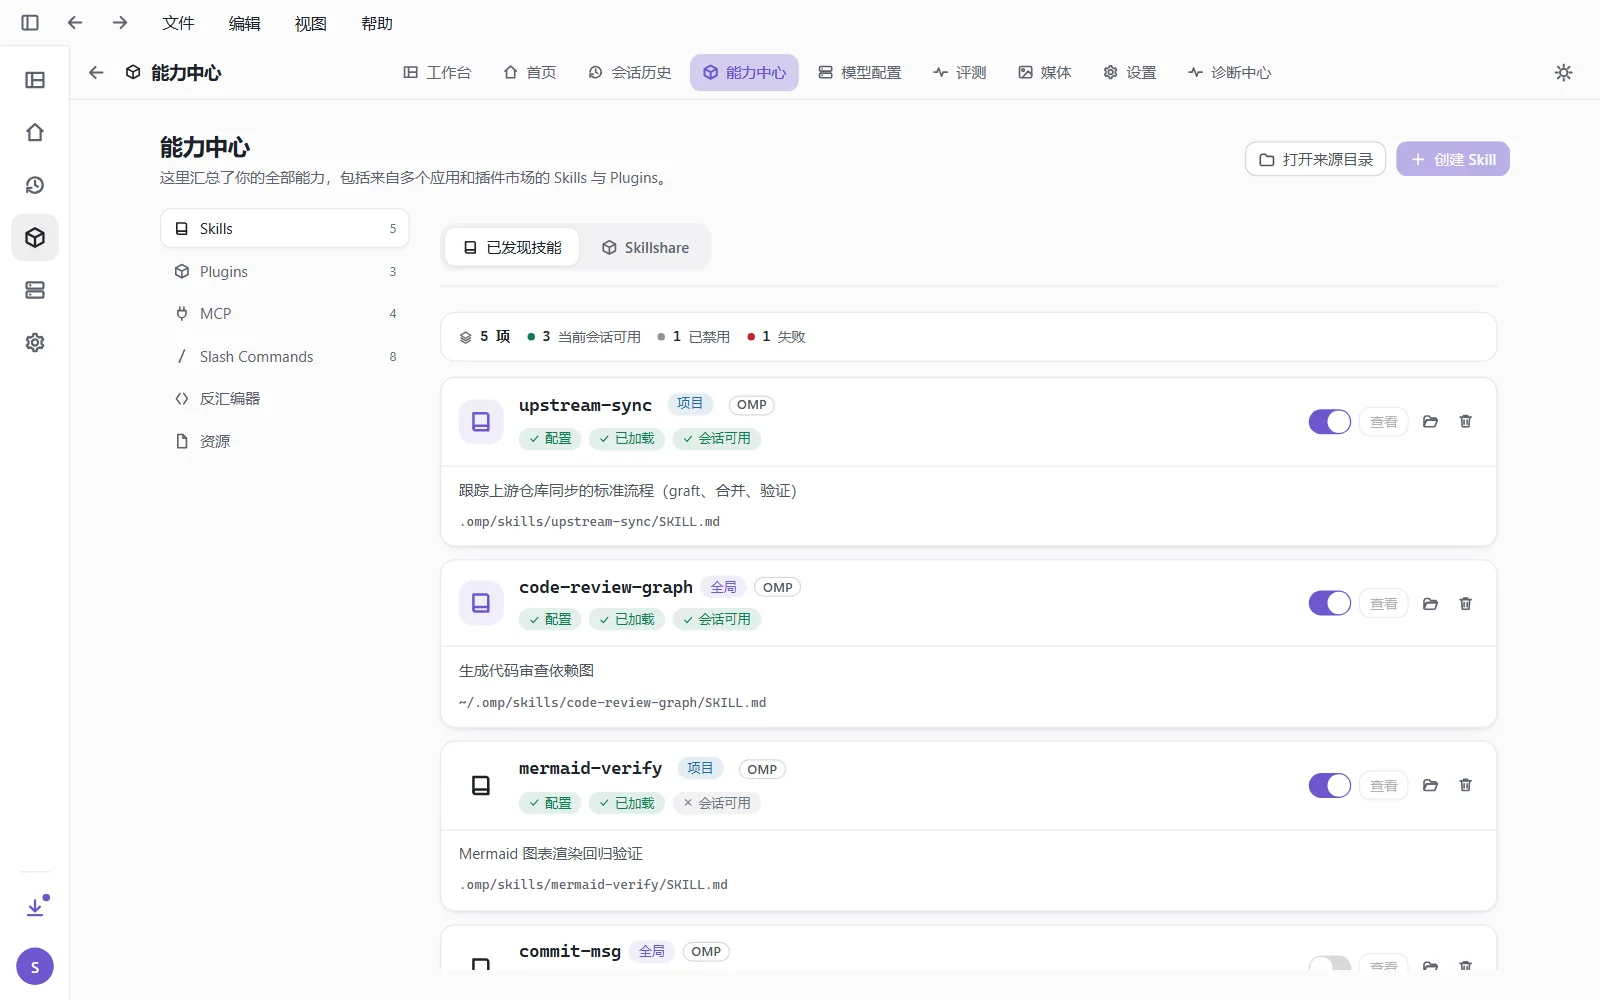 文件 编辑 视图 帮助
能力中心 工作台 首页 会话历史 能力中心 模型配置 评测 媒体 设置 诊断中心
能力中心
这里汇总了你的全部能力，包括来自多个应用和插件市场的 Skills 与 Plugins。
打开来源目录 + 创建 Skill
Skills 5
Plugins 3
MCP 4
/ Slash Commands 8
反汇编器
资源
已发现技能 Skillshare
5 项 3 当前会话可用 1 已禁用 1 失败
upstream-sync 项目 OMP
配置 已加载 会话可用
查看
跟踪上游仓库同步的标准流程（graft、合并、验证）
.omp/skills/upstream-sync/SKILL.md
code-review-graph 全局 OMP
配置 已加载 会话可用
查看
生成代码审查依赖图
~/.omp/skills/code-review-graph/SKILL.md
mermaid-verify 项目 OMP
配置 已加载 会话可用
查看
Mermaid 图表渲染回归验证
.omp/skills/mermaid-verify/SKILL.md
commit-msg 全局 OMP
查看
S